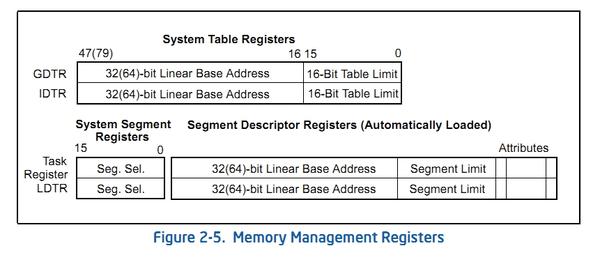 System Table Registers
47(79) 16 15 0
GDTR 32(64)-bit Linear Base Address 16-Bit Table Limit
IDTR 32(64)-bit Linear Base Address 16-Bit Table Limit
System Segment Registers Segment Descriptor Registers (Automatically Loaded)
15 0 Attributes
Task Register Seg. Sel. 32(64)-bit Linear Base Address Segment Limit
LDTR Seg. Sel. 32(64)-bit Linear Base Address Segment Limit
Figure 2-5. Memory Management Registers